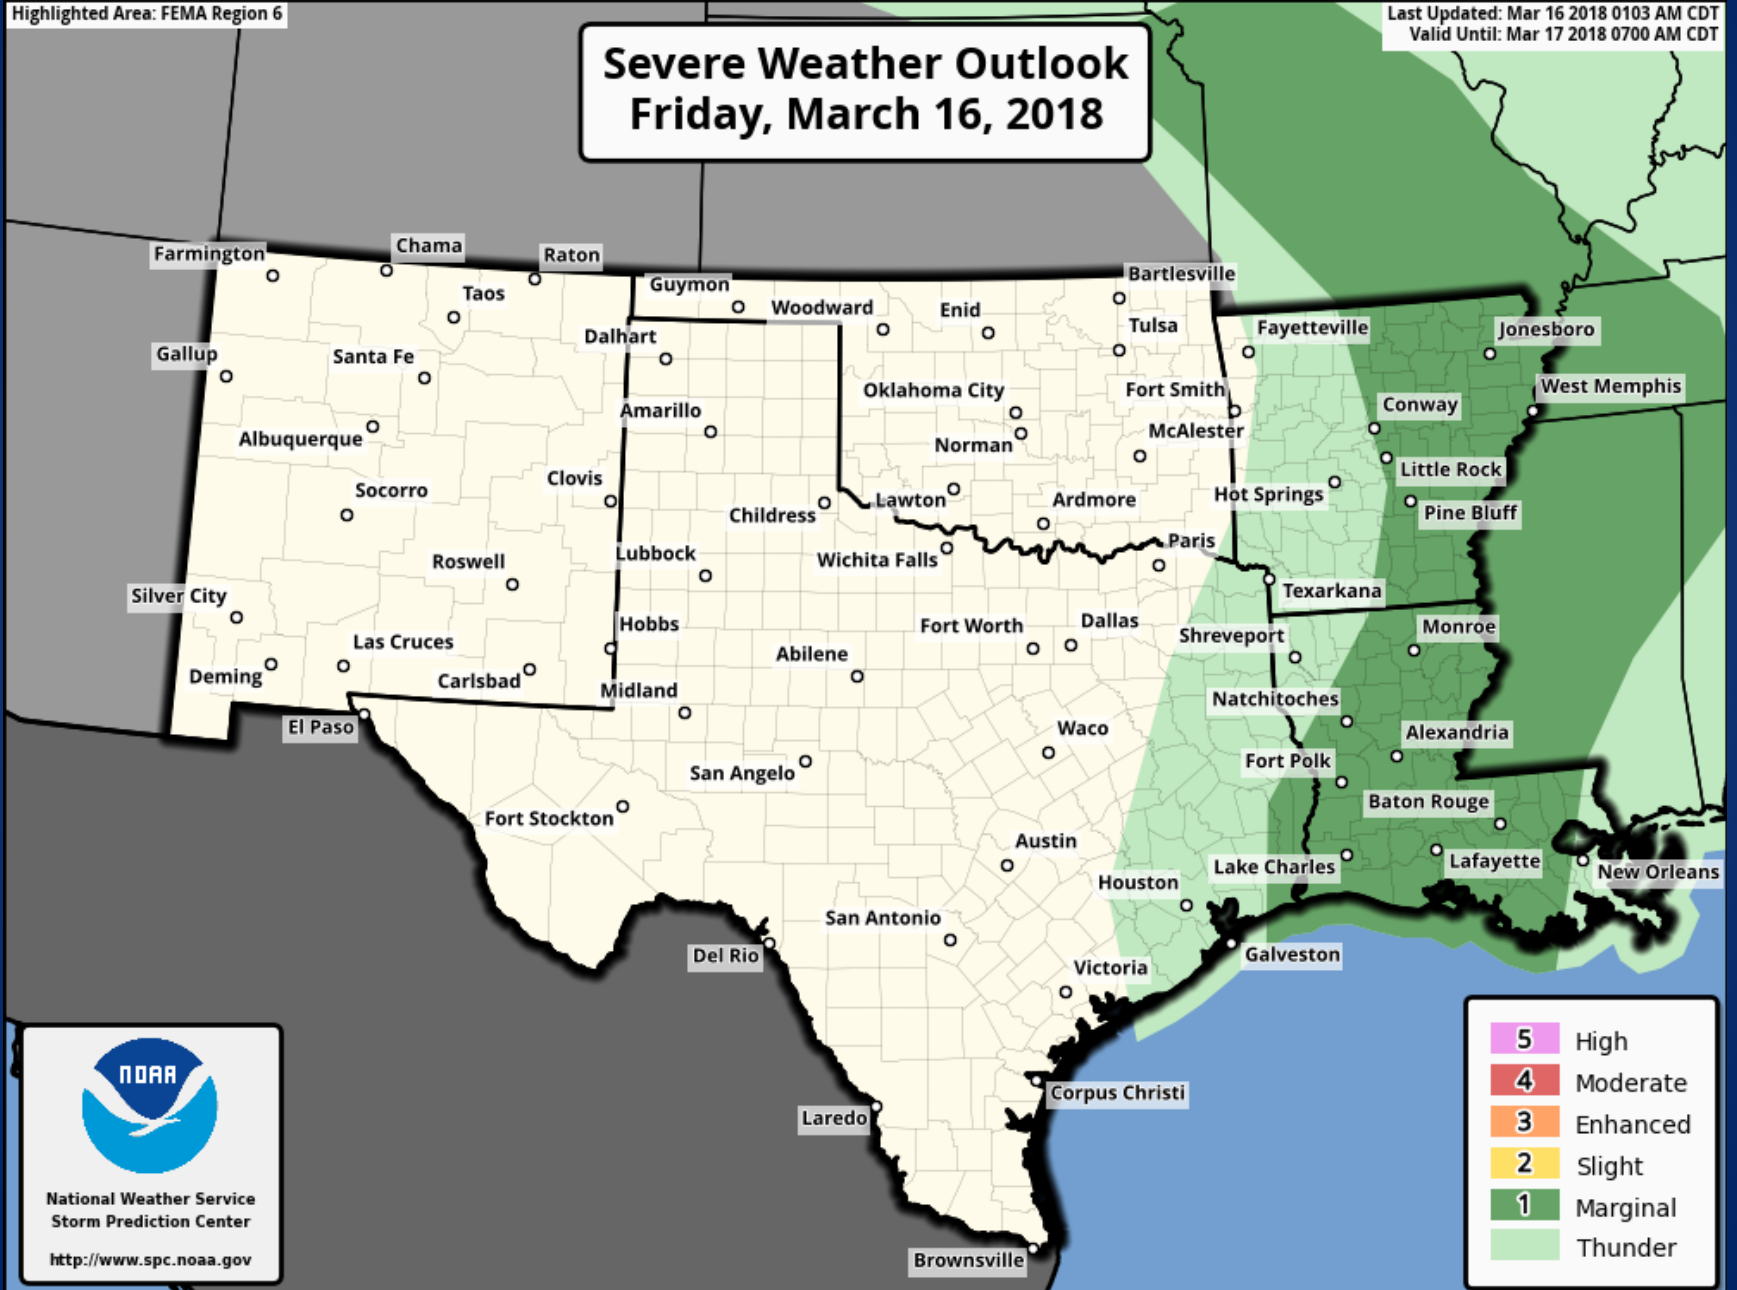 Highlighted Area: FEMA Region 6
Last Updated: Mar 16 2018 0103 AM CDT
Valid Until: Mar 17 2018 0700 AM CDT
Severe Weather Outlook
Friday, March 16, 2018
Farmington
Chama
Raton
Taos
Guymon
Woodward
Enid
Bartlesville
Tulsa
Fayetteville
Jonesboro
Gallup
Santa Fe
Dalhart
Oklahoma City
Fort Smith
West Memphis
Conway
Albuquerque
Amarillo
Norman
McAlester
Little Rock
Socorro
Clovis
Childress
Lawton
Ardmore
Hot Springs
Pine Bluff
Roswell
Lubbock
Wichita Falls
Paris
Texarkana
Silver City
Hobbs
Fort Worth
Dallas
Shreveport
Monroe
Las Cruces
Deming
Carlsbad
Midland
Abilene
Natchitoches
El Paso
San Angelo
Waco
Alexandria
Fort Polk
Fort Stockton
Austin
Baton Rouge
Lake Charles
Lafayette
New Orleans
Houston
San Antonio
Del Rio
Victoria
Galveston
Laredo
Corpus Christi
Brownsville
NOAA
National Weather Service
Storm Prediction Center
http://www.spc.noaa.gov
5 High
4 Moderate
3 Enhanced
2 Slight
1 Marginal
Thunder